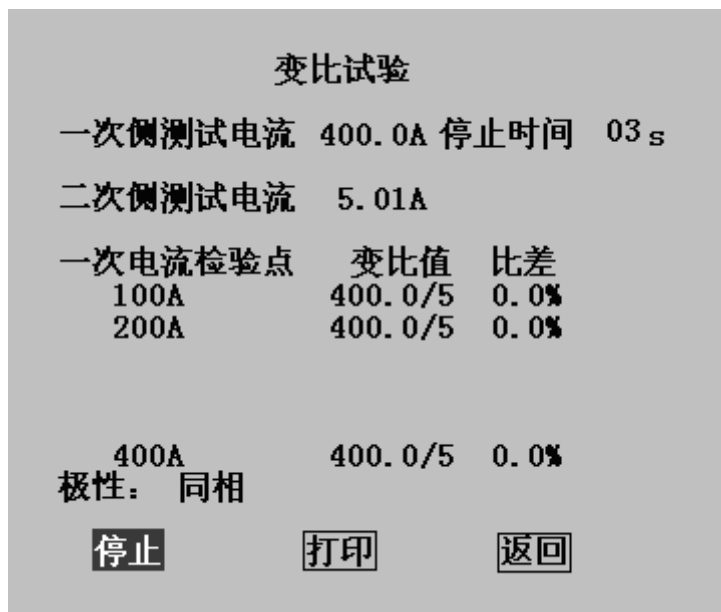 变比试验
一次侧测试电流 400.0A 停止时间 03 s
二次侧测试电流 5.01A
一次电流检验点 变比值 比差
100A 400.0/5 0.0%
200A 400.0/5 0.0%
400A 400.0/5 0.0%
极性： 同相
停止 打印 返回